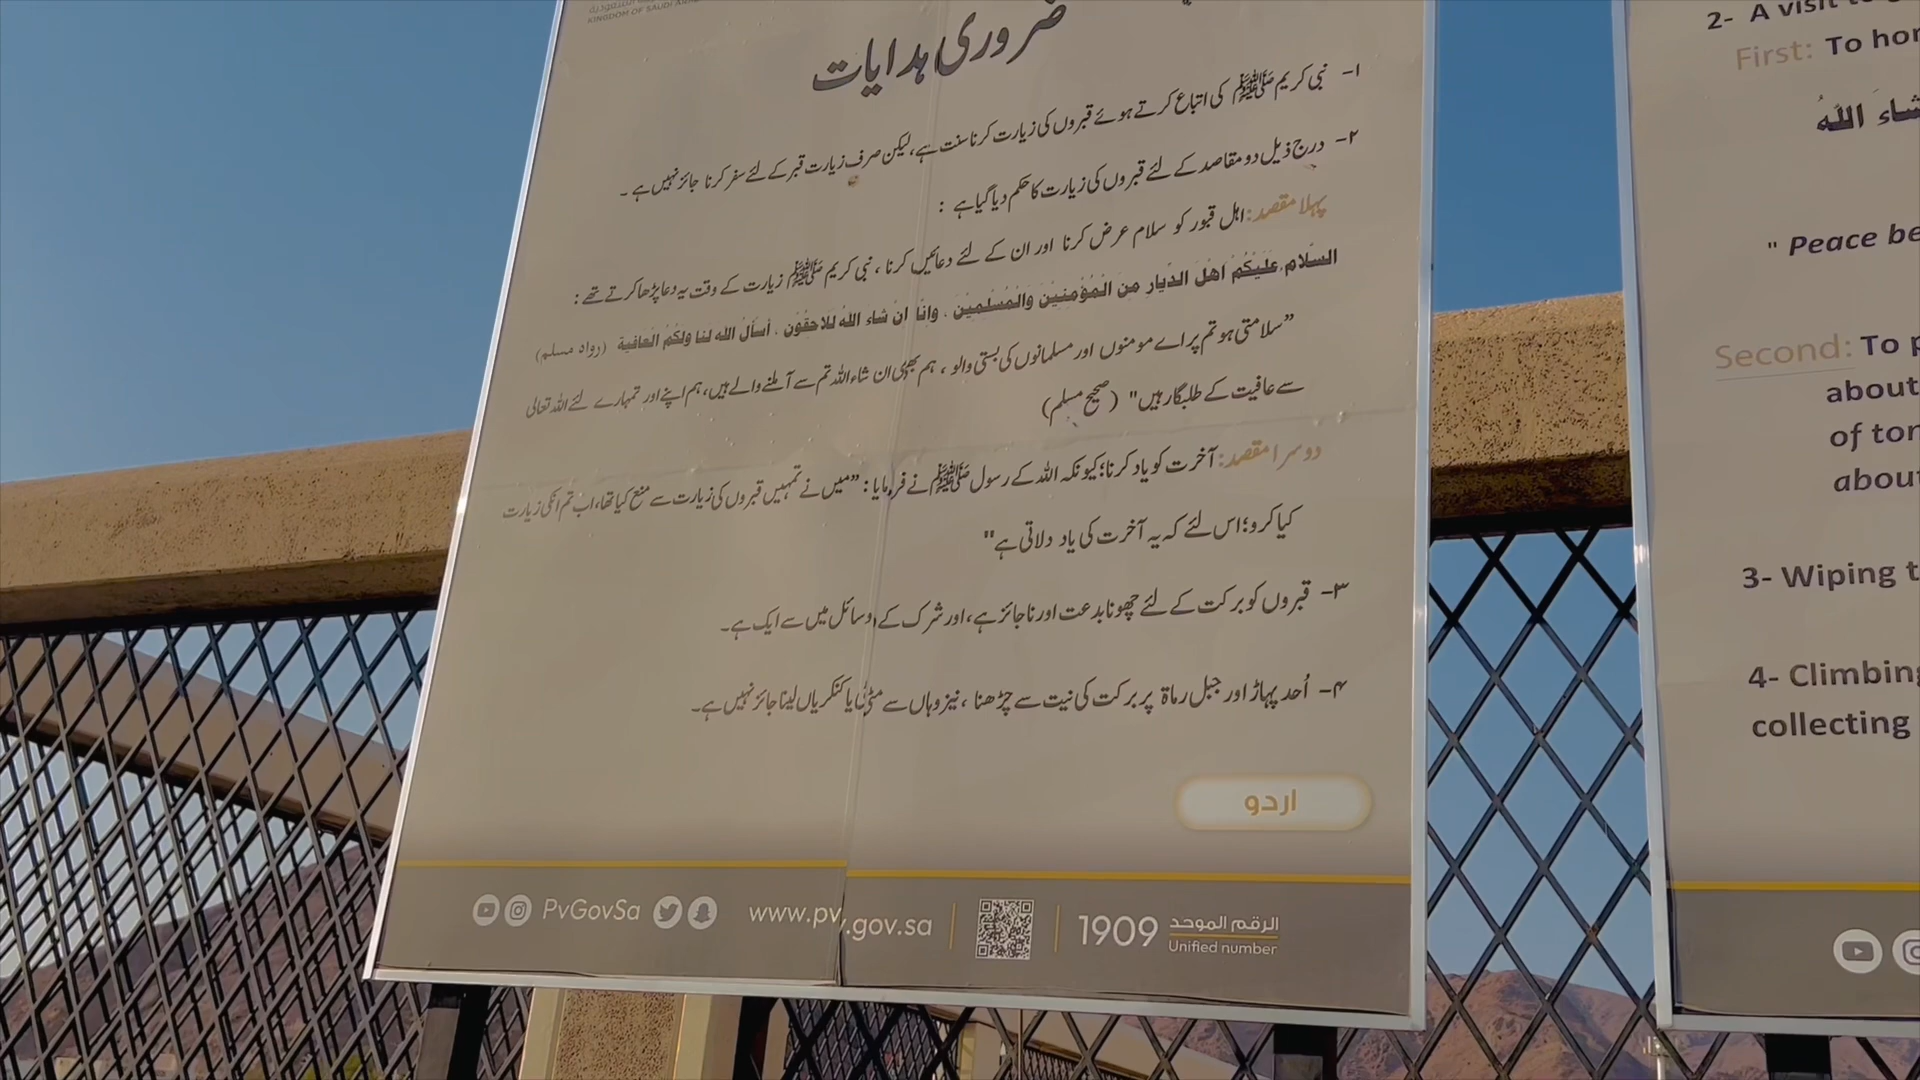 KINGDOM OF SAUDI
ضروری ہدایات
۱- نبی کریم ﷺ کی اتباع کرتے ہوئے قبروں کی زیارت کرنا سنت ہے، لیکن صرف زیارت قبر کے لئے سفر کرنا جائز نہیں ہے ۔
۲- درج ذیل دو مقاصد کے لئے قبروں کی زیارت کا حکم دیا گیا ہے :
پہلا مقصد: اہل قبور کو سلام عرض کرنا اور ان کے لئے دعائیں کرنا ، نبی کریم ﷺ زیارت کے وقت یہ دعا پڑھا کرتے تھے :
السلام عليكم اهل الديار من المؤمنين والمسلمين . وانا ان شاء الله للاحقون . أسأل الله لنا ولكم العافية (رواه مسلم)
"سلامتی ہو تم پر اے مومنوں اور مسلمانوں کی بستی والو ، ہم بھی ان شاء اللہ تم سے آملنے والے ہیں، ہم اپنے اور تمہارے لئے اللہ تعالی
سے عافیت کے طلبگار ہیں" (صحیح مسلم)
دوسرا مقصد: آخرت کو یاد کرنا؛ کیونکہ اللہ کے رسول ﷺ نے فرمایا : "میں نے تمہیں قبروں کی زیارت سے منع کیا تھا، اب تم انکی زیارت
کیا کرو؛ اس لئے کہ یہ آخرت کی یاد دلاتی ہے"
۳- قبروں کو برکت کے لئے چھونا بدعت اور ناجائز ہے، اور شرک کے وسائل میں سے ایک ہے۔
۴- اُحد پہاڑ اور جبل رماۃ پر برکت کی نیت سے چڑھنا ، نیز وہاں سے مٹی یا کنکریاں لینا جائز نہیں ہے۔
اردو
PvGovSa www.pv.gov.sa 1909 الرقم الموحد
Unified number
2- A visit to
First: To hon
شاء الله
" Peace be
Second: To p
about
of tor
about
3- Wiping t
4- Climbing
collecting